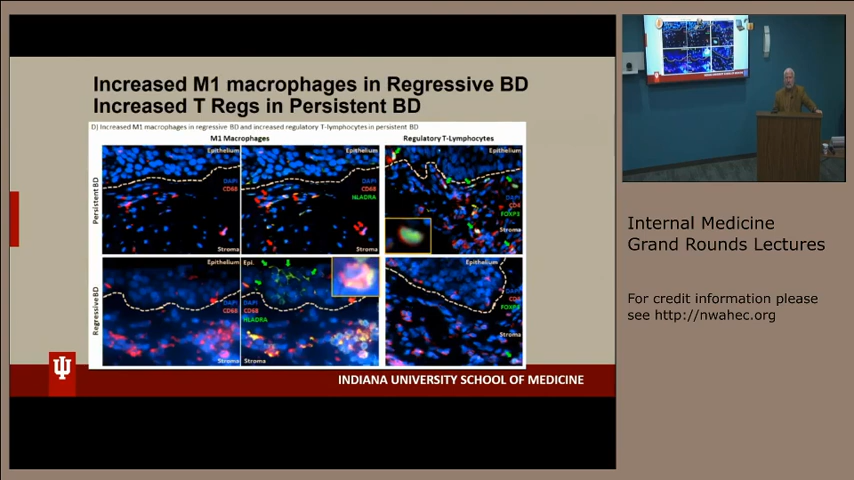 Increased M1 macrophages in Regressive BD
Increased T Regs in Persistent BD
D) Increased M1 macrophages in regressive BD and increased regulatory T-lymphocytes in persistent BD
M1 Macrophages
Regulatory T-Lymphocytes
Persistent BD
Epithelium
DAPI
CD68
Stroma
Epithelium
DAPI
CD68
HLADRA
Stroma
Epithelium
DAPI
CD4
FOXP3
Stroma
Regressive BD
Epithelium
DAPI
CD68
Stroma
Epi.
DAPI
CD68
HLADRA
Stroma
Epithelium
DAPI
CD4
FOXP3
Stroma
INDIANA UNIVERSITY SCHOOL OF MEDICINE
Internal Medicine
Grand Rounds Lectures
For credit information please
see http://nwahec.org